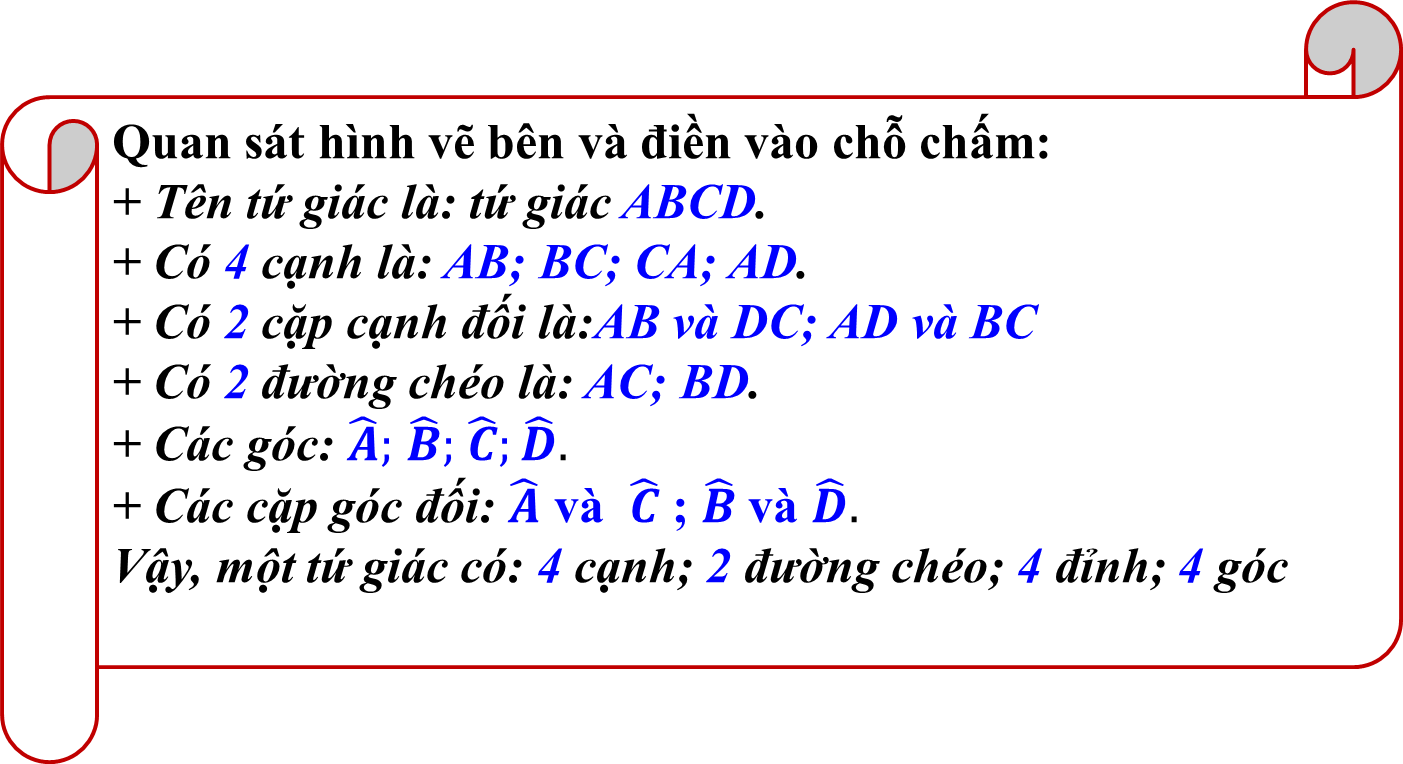 Quan sát hình vẽ bên và điền vào chỗ chấm:
+ Tên tứ giác là: tứ giác ABCD.
+ Có 4 cạnh là: AB; BC; CA; AD.
+ Có 2 cặp cạnh đối là:AB và DC; AD và BC
+ Có 2 đường chéo là: AC; BD.
+ Các góc: Â; B̂; Ĉ; D̂.
+ Các cặp góc đối: Â và Ĉ ; B̂ và D̂.
Vậy, một tứ giác có: 4 cạnh; 2 đường chéo; 4 đỉnh; 4 góc